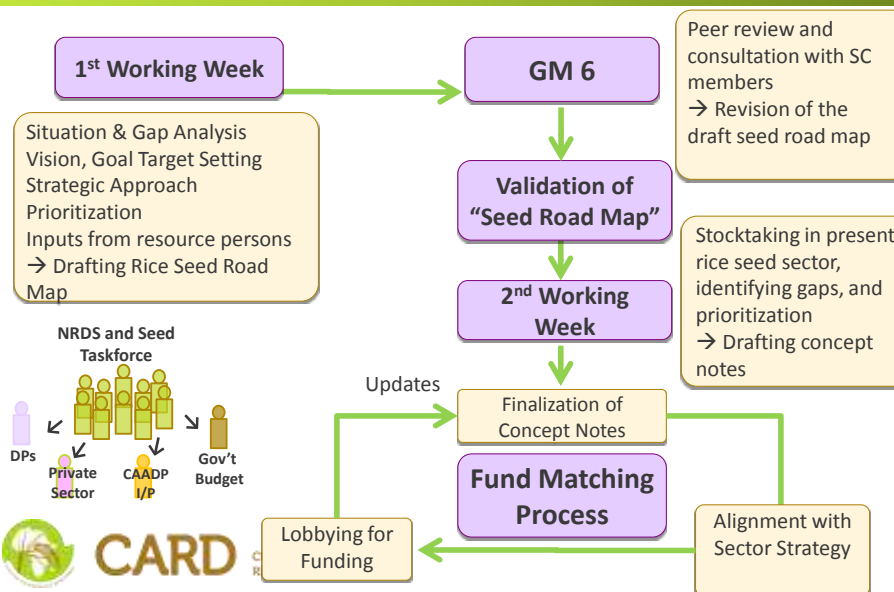 1st Working Week
GM 6
Peer review and
consultation with SC
members
→ Revision of the
draft seed road map
Situation & Gap Analysis
Vision, Goal Target Setting
Strategic Approach
Prioritization
Inputs from resource persons
→ Drafting Rice Seed Road
Map
Validation of
“Seed Road Map”
Stocktaking in present
rice seed sector,
identifying gaps, and
prioritization
→ Drafting concept
notes
2nd Working
Week
NRDS and Seed
Taskforce
Updates
Finalization of
Concept Notes
DPs
Private
Sector
CAADP
I/P
Gov't
Budget
Fund Matching
Process
Lobbying for
Funding
Alignment with
Sector Strategy
CARD